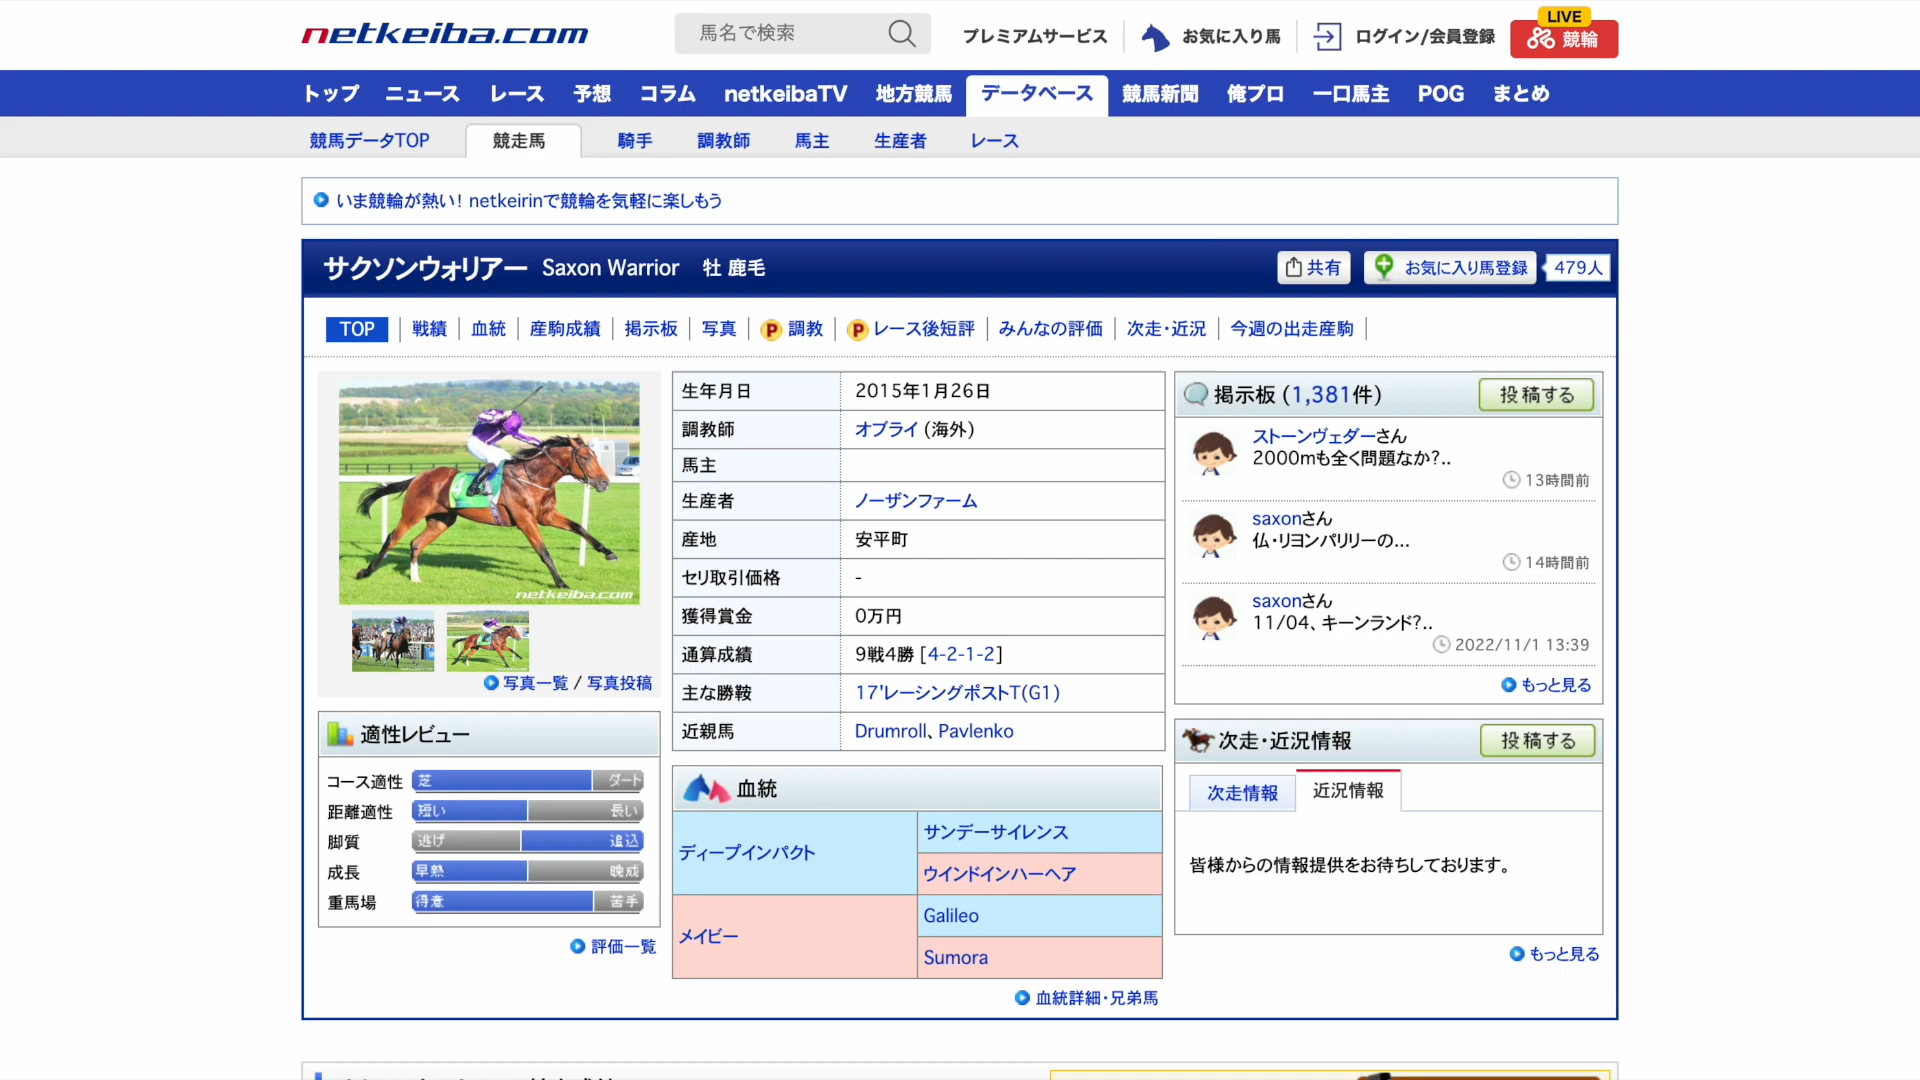 netkeiba.com
馬名で検索
プレミアムサービス
お気に入り馬
ログイン/会員登録
LIVE
競輪
トップ ニュース レース 予想 コラム netkeibaTV 地方競馬 データベース 競馬新聞 俺プロ 一口馬主 POG まとめ
競馬データTOP 競走馬 騎手 調教師 馬主 生産者 レース
いま競輪が熱い! netkeirinで競輪を気軽に楽しもう
サクソンウォリアー Saxon Warrior 牡 鹿毛
共有
お気に入り馬登録
479人
TOP 戦績 血統 産駒成績 掲示板 写真 P 調教 P レース後短評 みんなの評価 次走・近況 今週の出走産駒
netkeiba.com
写真一覧 / 写真投稿
適性レビュー
コース適性 芝 ダート
距離適性 短い 長い
脚質 逃げ 追込
成長 早熟 晩成
重馬場 得意 苦手
評価一覧
生年月日 2015年1月26日
調教師 オブライ (海外)
馬主
生産者 ノーザンファーム
産地 安平町
セリ取引価格 -
獲得賞金 0万円
通算成績 9戦4勝 [4-2-1-2]
主な勝鞍 17'レーシングポストT(G1)
近親馬 Drumroll、Pavlenko
血統
ディープインパクト
サンデーサイレンス
ウインドインハーヘア
メイビー
Galileo
Sumora
血統詳細・兄弟馬
掲示板 (1,381件)
投稿する
ストーンヴェダーさん
2000mも全く問題なか?..
13時間前
saxonさん
仏・リヨンパリリーの...
14時間前
saxonさん
11/04、キーンランド?..
2022/11/1 13:39
もっと見る
次走・近況情報
投稿する
次走情報 近況情報
皆様からの情報提供をお待ちしております。
もっと見る